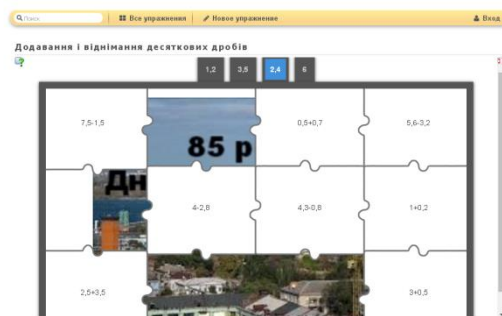 Поиск
Все упражнения
Новое упражнение
Вход
Додавання і віднімання десяткових дробів
1,2 3,5 2,4 6
7,5-1,5 85 р 0,5+0,7 5,6-3,2
Дн 4-2,8 4,3-0,8 1+0,2
2,5+3,5 3+0,5